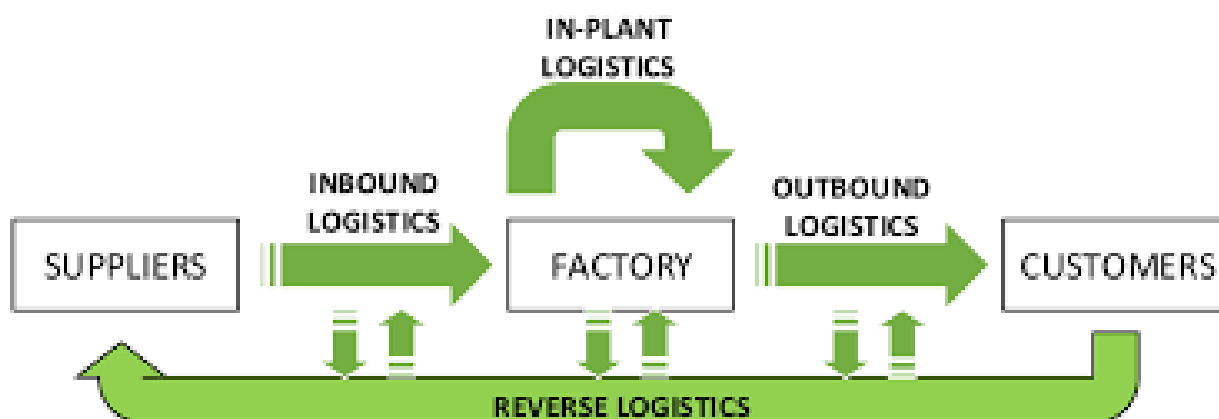 IN-PLANT
LOGISTICS
INBOUND
LOGISTICS
OUTBOUND
LOGISTICS
SUPPLIERS
FACTORY
CUSTOMERS
REVERSE LOGISTICS